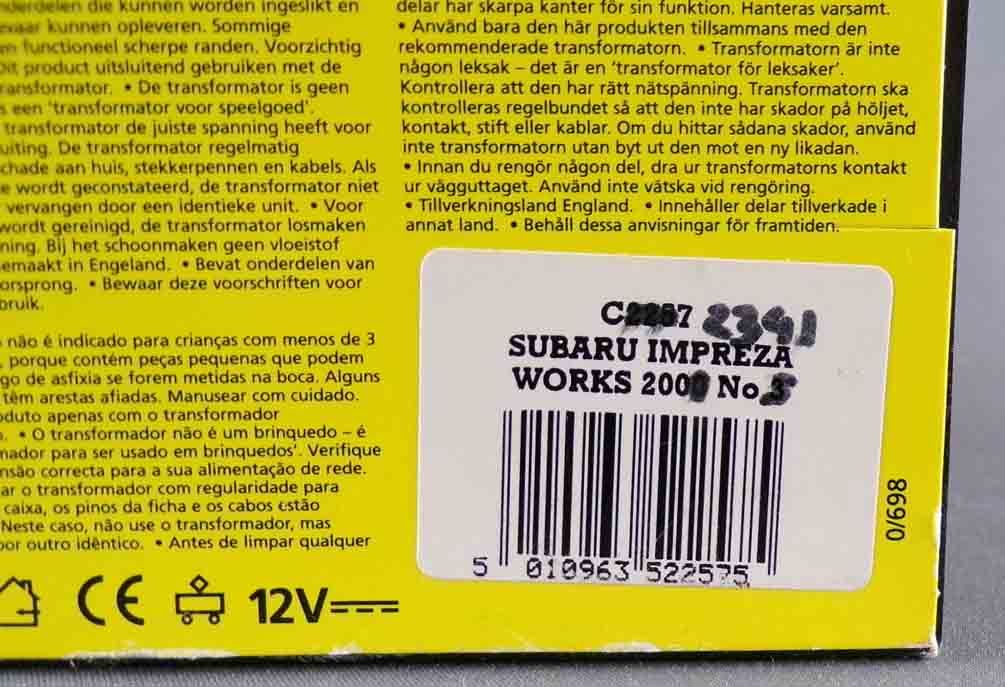 nderdelen die kunnen worden ingeslikt en
evaar kunnen opleveren. Sommige
en functioneel scherpe randen. Voorzichtig
Dit product uitsluitend gebruiken met de
ransformator. • De transformator is geen
s een ‘transformator voor speelgoed’.
transformator de juiste spanning heeft voor
uiting. De transformator regelmatig
chade aan huis, stekkerpennen en kabels. Als
e wordt geconstateerd, de transformator niet
vervangen door een identieke unit. • Voor
wordt gereinigd, de transformator losmaken
ning. Bij het schoonmaken geen vloeistof
emaakt in Engeland. • Bevat onderdelen van
orsprong. • Bewaar deze voorschriften voor
bruik.
não é indicado para crianças com menos de 3
, porque contém peças pequenas que podem
go de asfixia se forem metidas na boca. Alguns
têm arestas afiadas. Manusear com cuidado.
oduto apenas com o transformador
. • O transformador não é um brinquedo – é
mador para ser usado em brinquedos’. Verifique
nsão correcta para a sua alimentação de rede.
ar o transformador com regularidade para
caixa, os pinos da ficha e os cabos estão
Neste caso, não use o transformador, mas
por outro idêntico. • Antes de limpar qualquer
CE 12V
delar har skarpa kanter för sin funktion. Hanteras varsamt.
• Använd bara den här produkten tillsammans med den
rekommenderade transformatorn. • Transformatorn är inte
någon leksak – det är en ‘transformator för leksaker’.
Kontrollera att den har rätt nätspänning. Transformatorn ska
kontrolleras regelbundet så att den inte har skador på höljet,
kontakt, stift eller kablar. Om du hittar sådana skador, använd
inte transformatorn utan byt ut den mot en ny likadan.
• Innan du rengör någon del, dra ur transformatorns kontakt
ur vägguttaget. Använd inte vätska vid rengöring.
• Tillverkningsland England. • Innehåller delar tillverkade i
annat land. • Behåll dessa anvisningar för framtiden.
C2287 2341
SUBARU IMPREZA
WORKS 2000 No 5
5 010963 522575
0/698